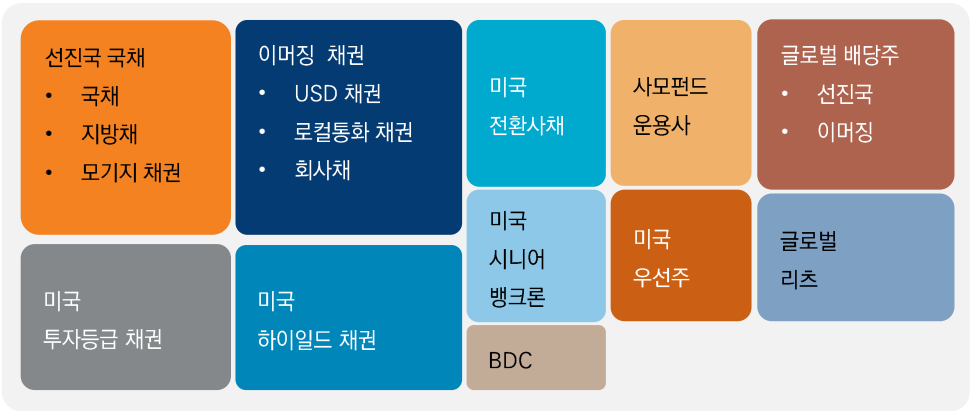 선진국 국채
• 국채
• 지방채
• 모기지 채권
이머징 채권
• USD 채권
• 로컬통화 채권
• 회사채
미국
전환사채
사모펀드
운용사
글로벌 배당주
• 선진국
• 이머징
미국
투자등급 채권
미국
하이일드 채권
미국
시니어
뱅크론
BDC
미국
우선주
글로벌
리츠